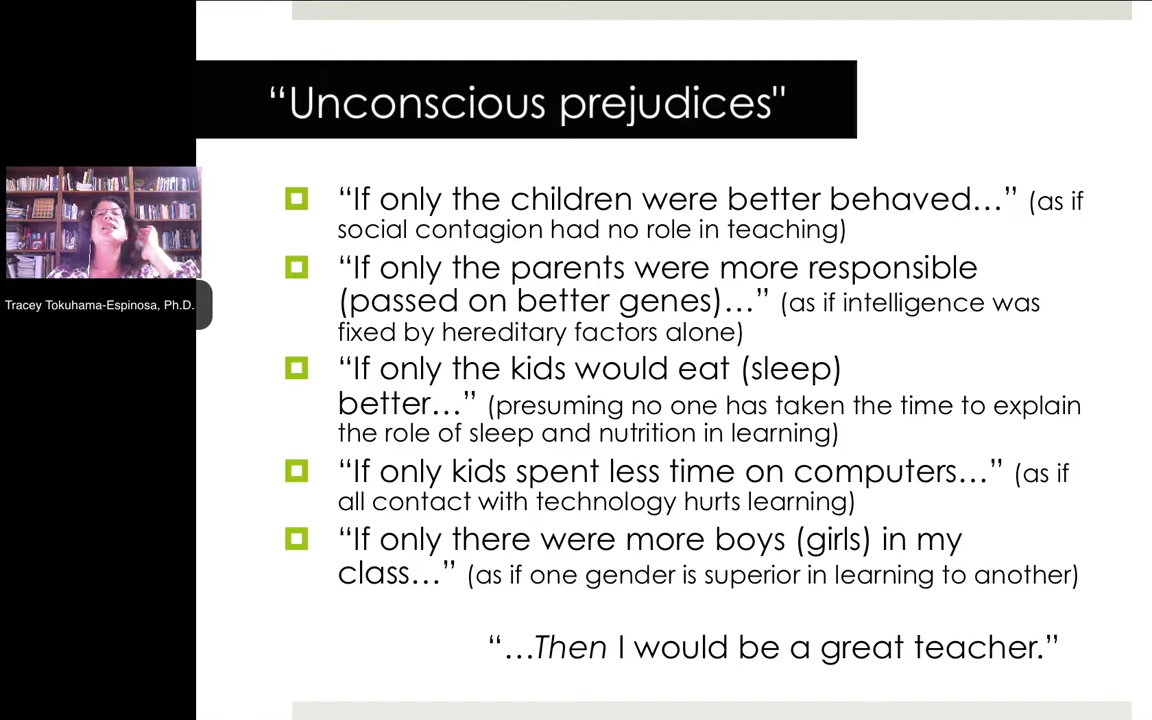 “Unconscious prejudices"
“If only the children were better behaved…” (as if
social contagion had no role in teaching)
“If only the parents were more responsible
(passed on better genes)…” (as if intelligence was
fixed by hereditary factors alone)
“If only the kids would eat (sleep)
better…” (presuming no one has taken the time to explain
the role of sleep and nutrition in learning)
“If only kids spent less time on computers…” (as if
all contact with technology hurts learning)
“If only there were more boys (girls) in my
class…” (as if one gender is superior in learning to another)
“…Then I would be a great teacher.”
Tracey Tokuhama-Espinosa, Ph.D.